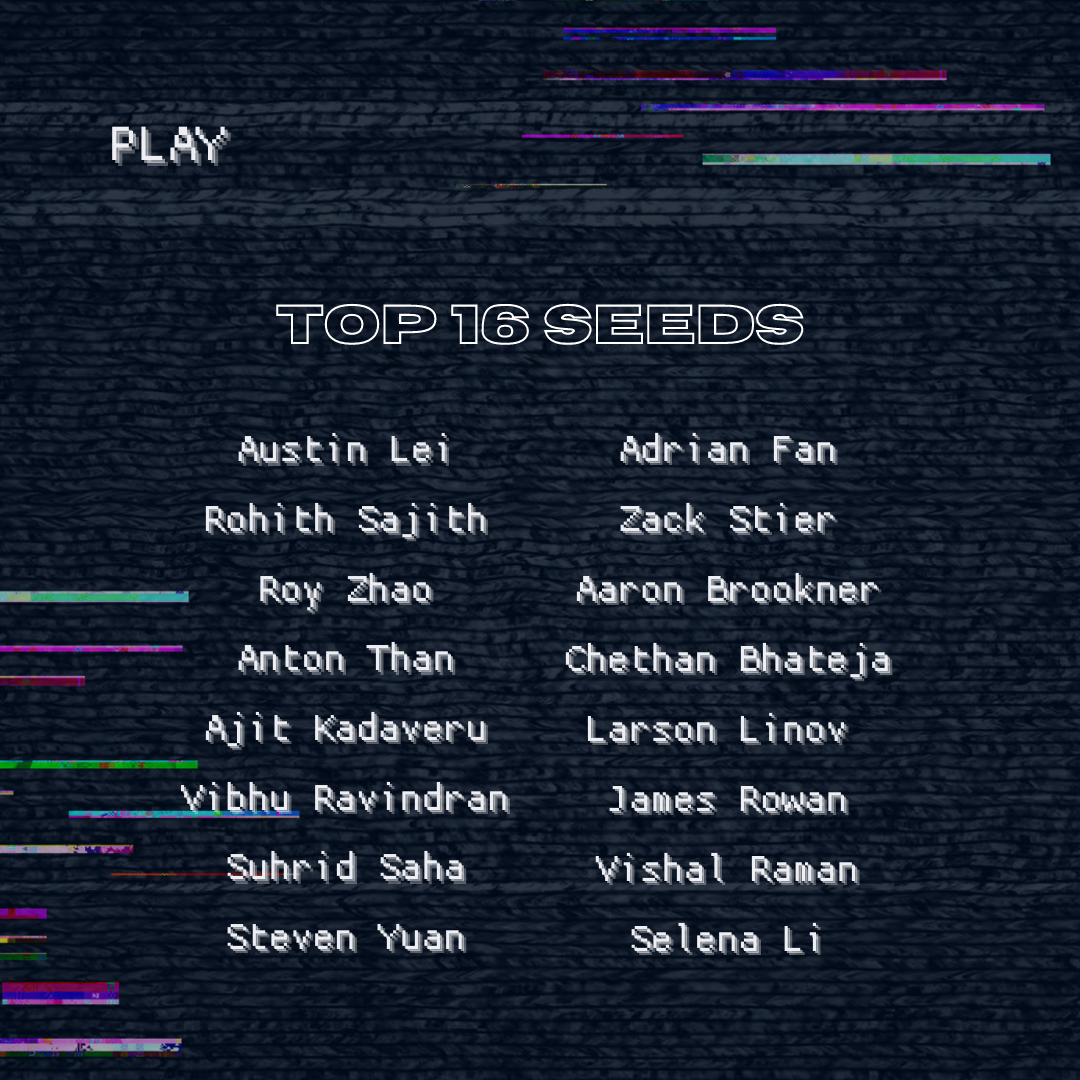 PLAY
TOP 16 SEEDS
Austin Lei
Rohith Sajith
Roy Zhao
Anton Than
Ajit Kadaveru
Vibhu Ravindran
Suhrid Saha
Steven Yuan
Adrian Fan
Zack Stier
Aaron Brookner
Chethan Bhateja
Larson Linov
James Rowan
Vishal Raman
Selena Li